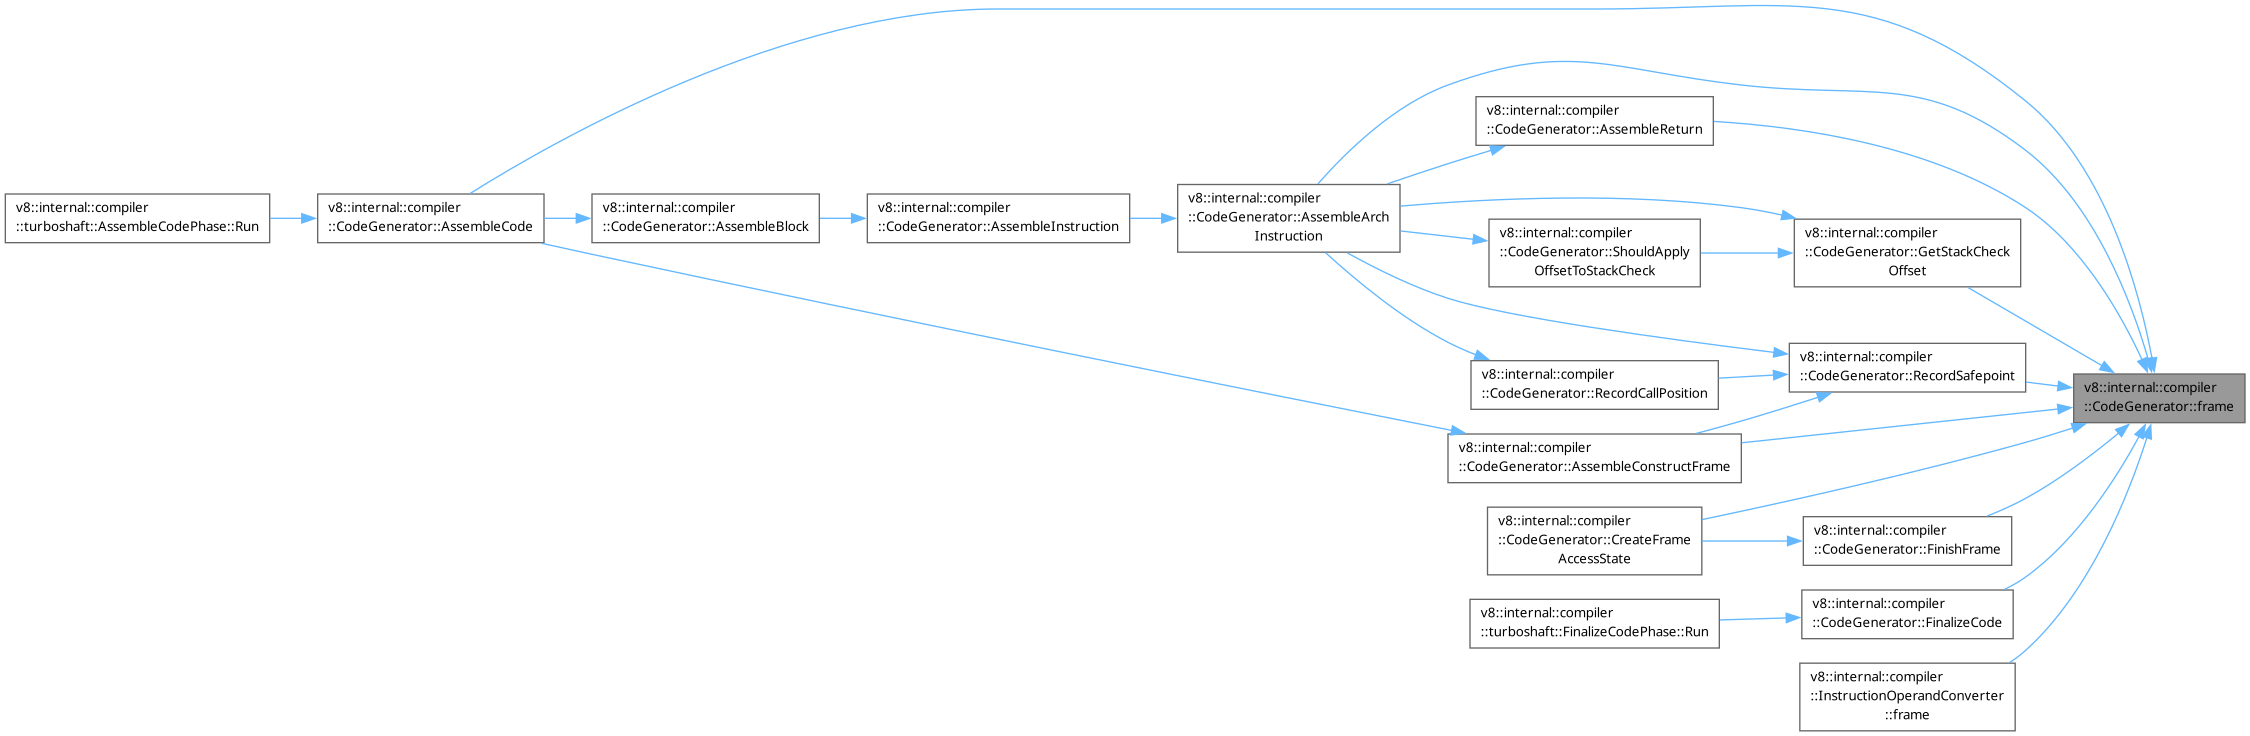 v8::internal::compiler
::turboshaft::AssembleCodePhase::Run
v8::internal::compiler
::CodeGenerator::AssembleCode
v8::internal::compiler
::CodeGenerator::AssembleBlock
v8::internal::compiler
::CodeGenerator::AssembleInstruction
v8::internal::compiler
::CodeGenerator::AssembleArch
Instruction
v8::internal::compiler
::CodeGenerator::AssembleReturn
v8::internal::compiler
::CodeGenerator::ShouldApply
OffsetToStackCheck
v8::internal::compiler
::CodeGenerator::GetStackCheck
Offset
v8::internal::compiler
::CodeGenerator::RecordCallPosition
v8::internal::compiler
::CodeGenerator::RecordSafepoint
v8::internal::compiler
::CodeGenerator::frame
v8::internal::compiler
::CodeGenerator::AssembleConstructFrame
v8::internal::compiler
::CodeGenerator::CreateFrame
AccessState
v8::internal::compiler
::CodeGenerator::FinishFrame
v8::internal::compiler
::turboshaft::FinalizeCodePhase::Run
v8::internal::compiler
::CodeGenerator::FinalizeCode
v8::internal::compiler
::InstructionOperandConverter
::frame